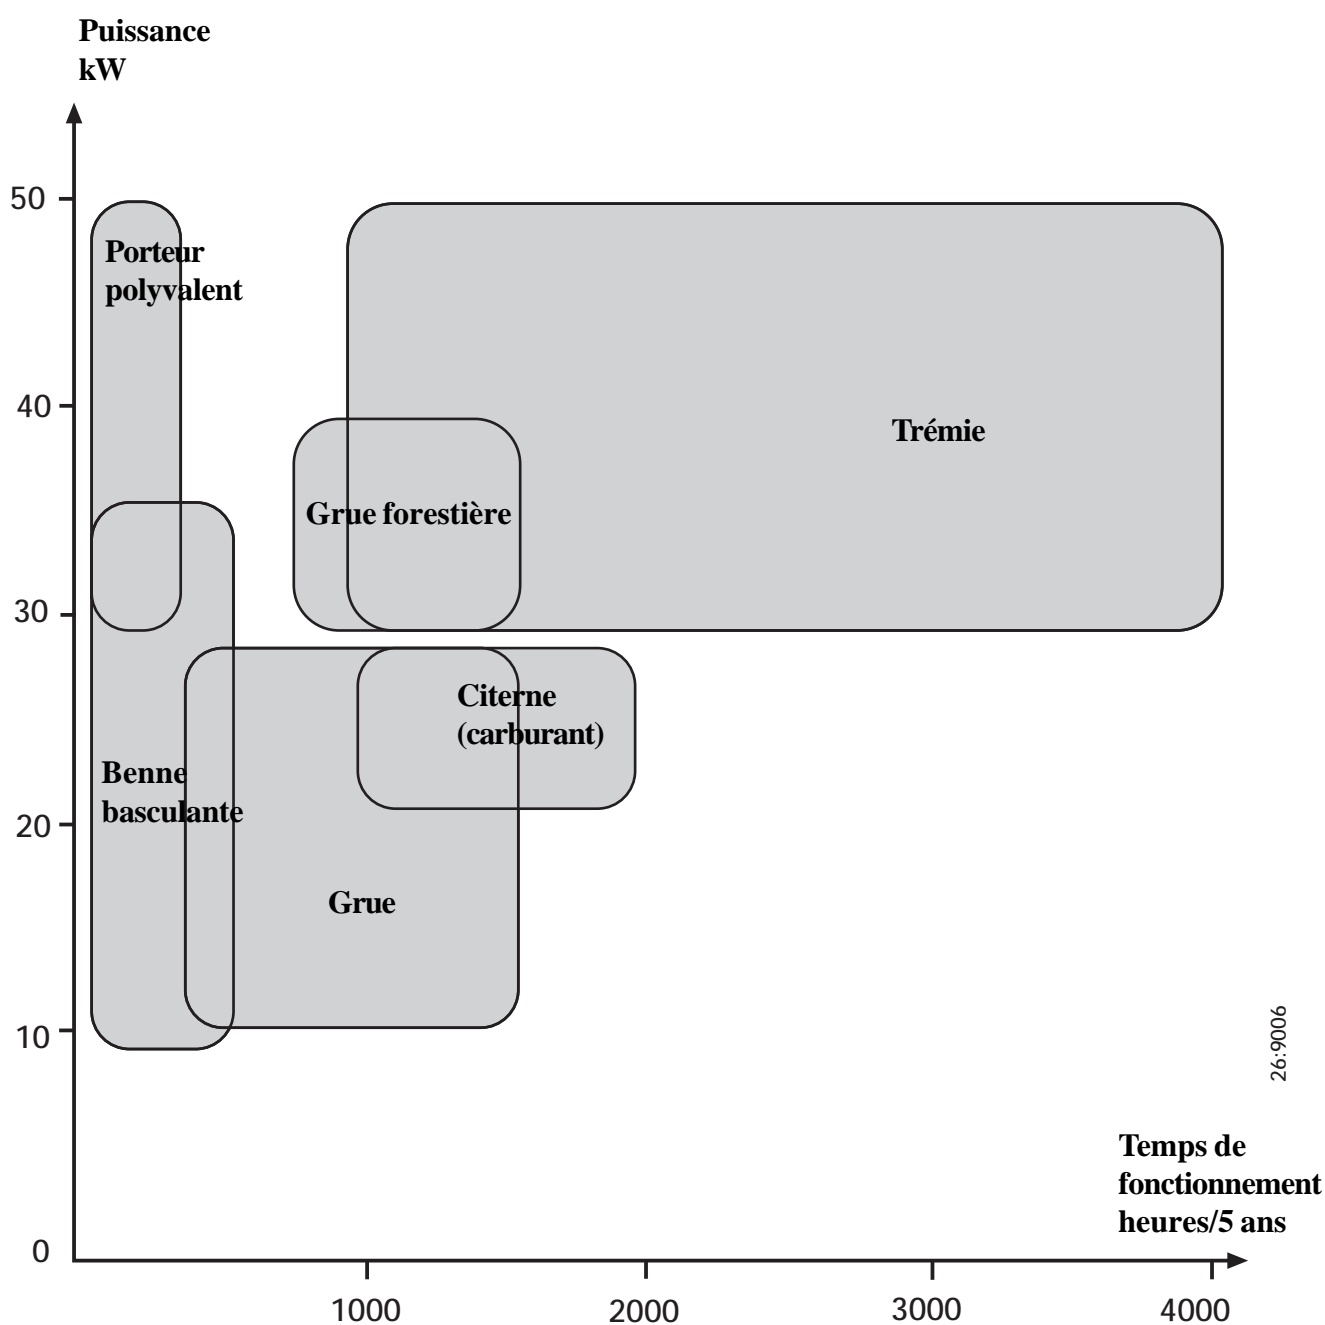 Puissance
kW
50
Porteur
polyvalent
40
Trémie
Grue forestière
30
Citerne
(carburant)
Benne
basculante
20
Grue
10
26:9006
Temps de
fonctionnement
heures/5 ans
0
1000
2000
3000
4000